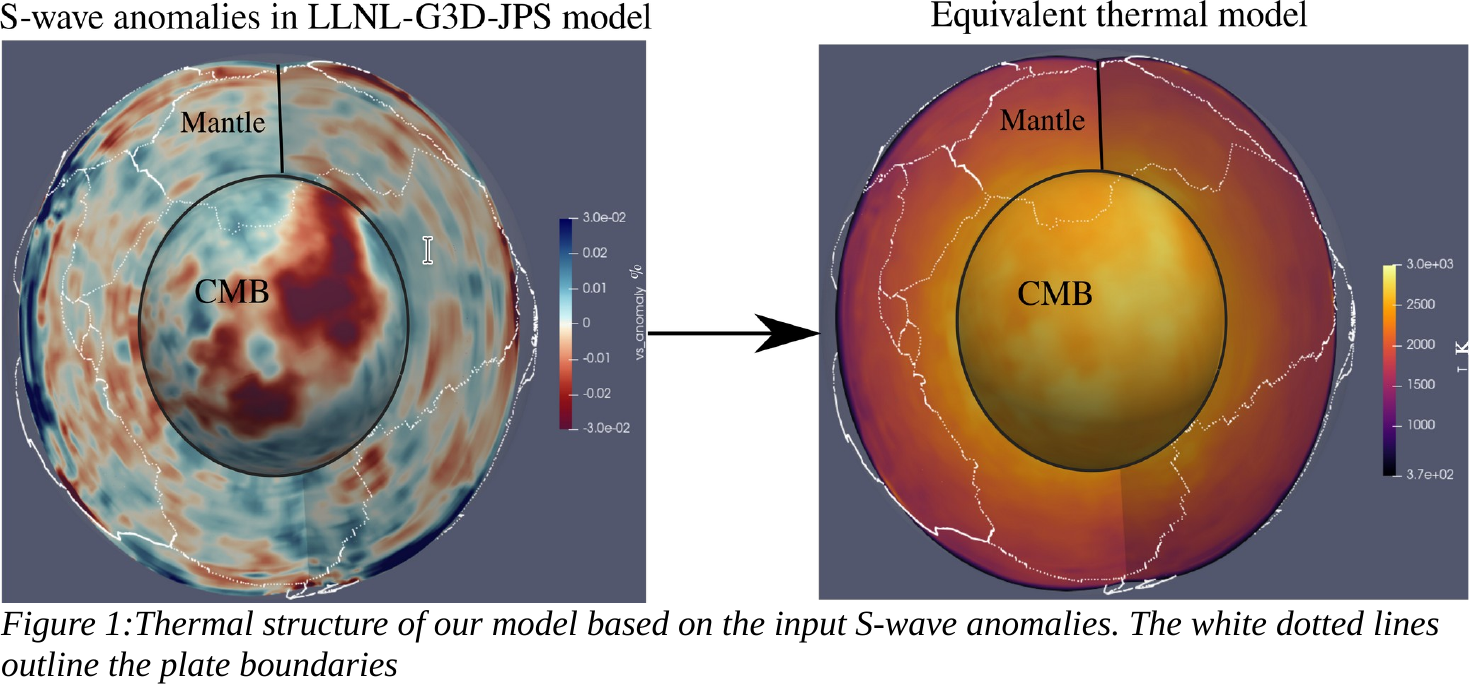 S-wave anomalies in LLNL-G3D-JPS model
Equivalent thermal model
Mantle
CMB
3.0e-02
0.02
0.01
0
-0.01
-0.02
-3.0e-02
vs_anomaly %
Mantle
CMB
3.0e+03
2500
2000
1500
1000
3.7e+02
T K
Figure 1:Thermal structure of our model based on the input S-wave anomalies. The white dotted lines
outline the plate boundaries